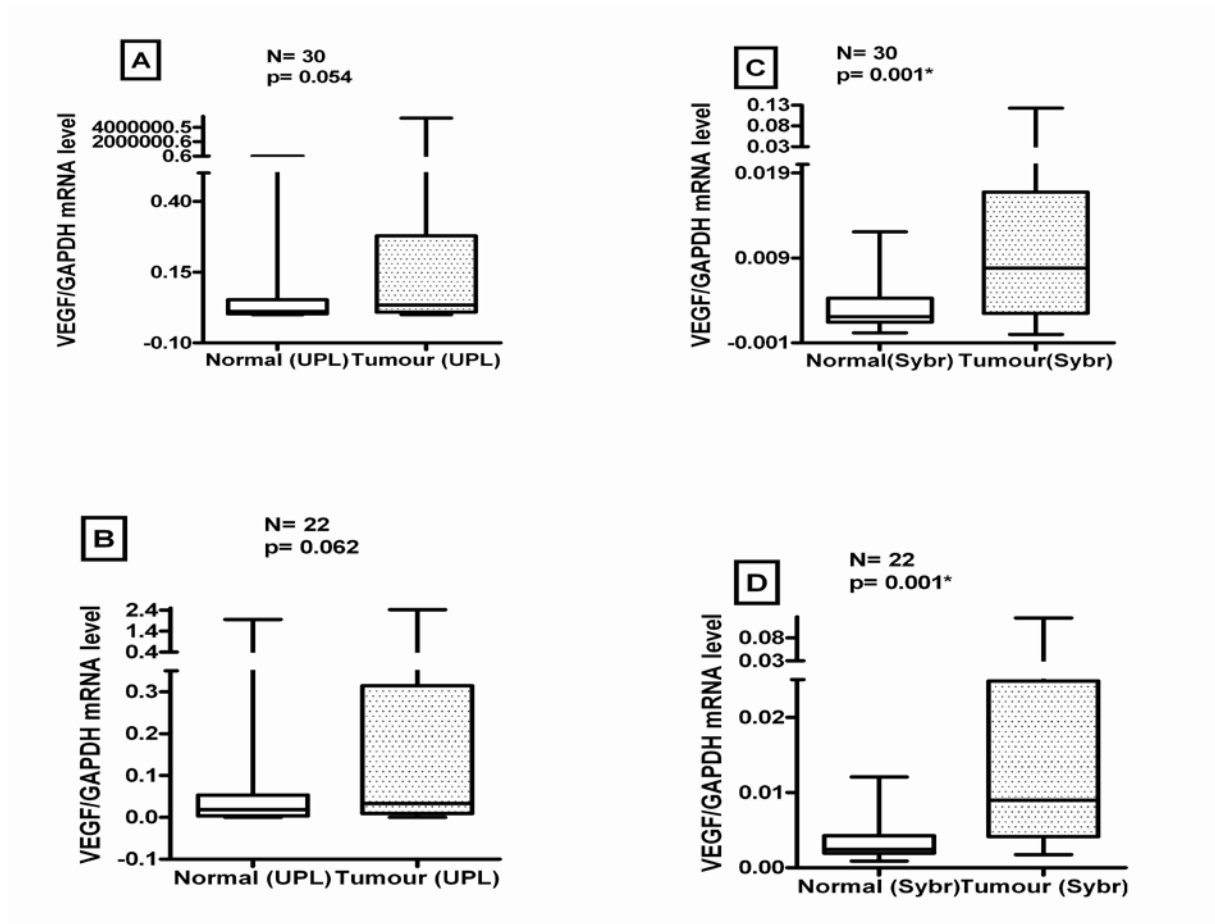 A
N= 30
p= 0.054
VEGF/GAPDH mRNA level
4000000.5
2000000.6
0.6
0.40
0.15
-0.10
Normal (UPL) Tumour (UPL)
C
N= 30
p= 0.001*
VEGF/GAPDH mRNA level
0.13
0.08
0.03
0.019
0.009
-0.001
Normal(Sybr) Tumour(Sybr)
B
N= 22
p= 0.062
VEGF/GAPDH mRNA level
2.4
1.4
0.4
0.3
0.2
0.1
0.0
-0.1
Normal (UPL) Tumour (UPL)
D
N= 22
p= 0.001*
VEGF/GAPDH mRNA level
0.08
0.03
0.02
0.01
0.00
Normal (Sybr) Tumour (Sybr)